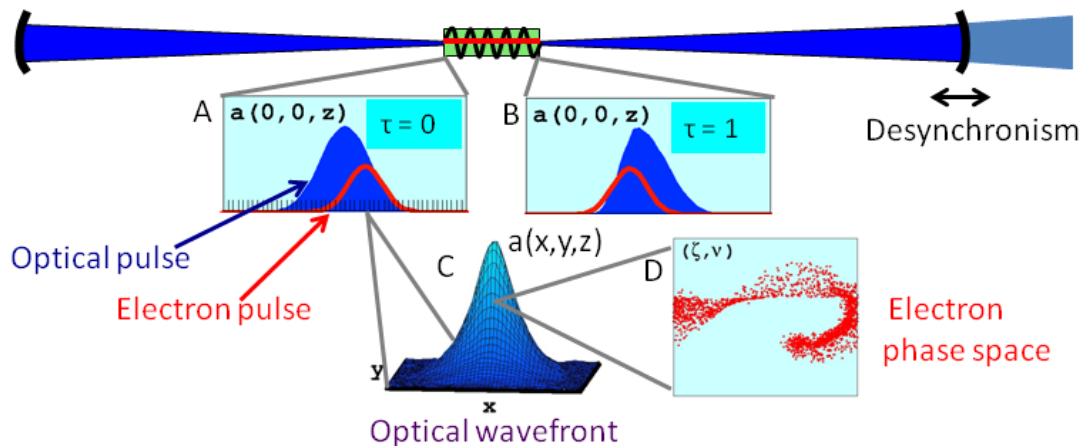 A
a(0,0,z)
τ = 0
B
a(0,0,z)
τ = 1
Desynchronism
Optical pulse
Electron pulse
C
a(x,y,z)
D
(ζ,ν)
Electron
phase space
y
x
Optical wavefront